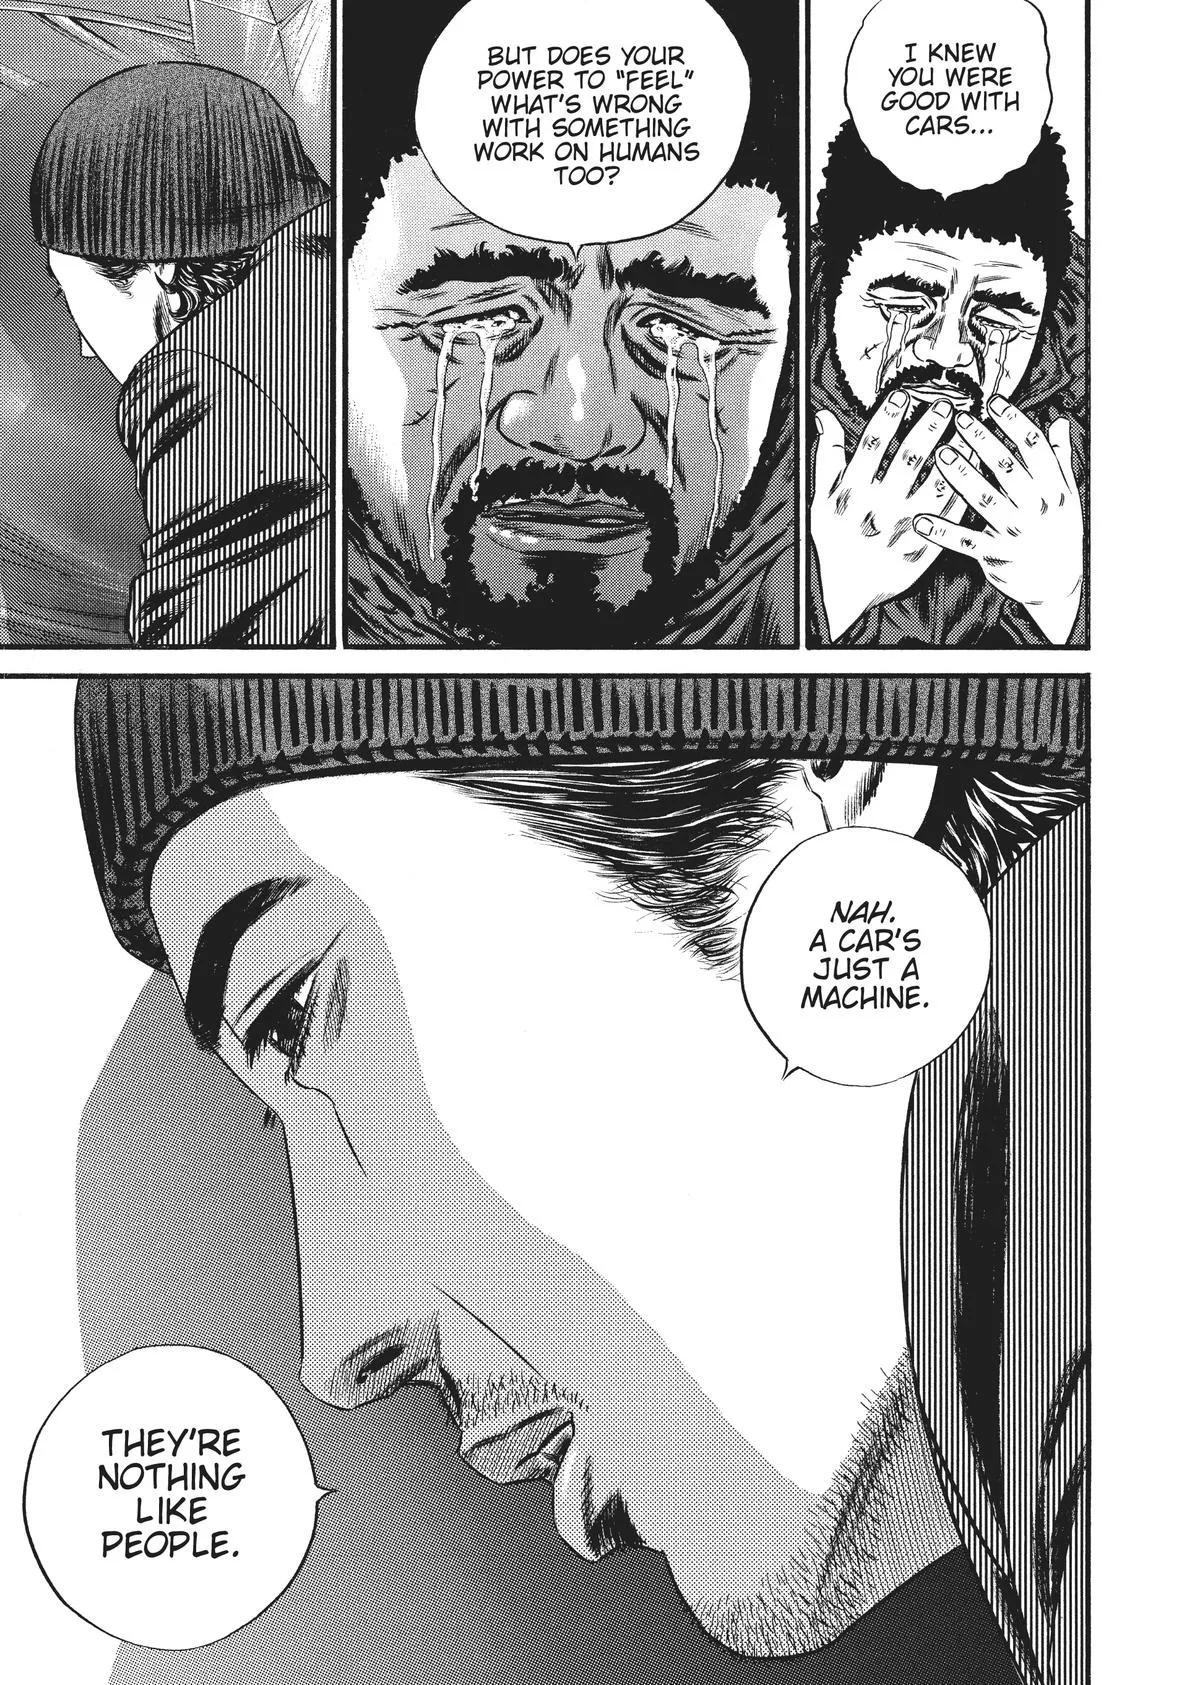 I KNEW
YOU WERE
GOOD WITH
CARS...
BUT DOES YOUR
POWER TO "FEEL"
WHAT'S WRONG
WITH SOMETHING
WORK ON HUMANS
TOO?
NAH.
A CAR'S
JUST A
MACHINE.
THEY'RE
NOTHING
LIKE
PEOPLE.